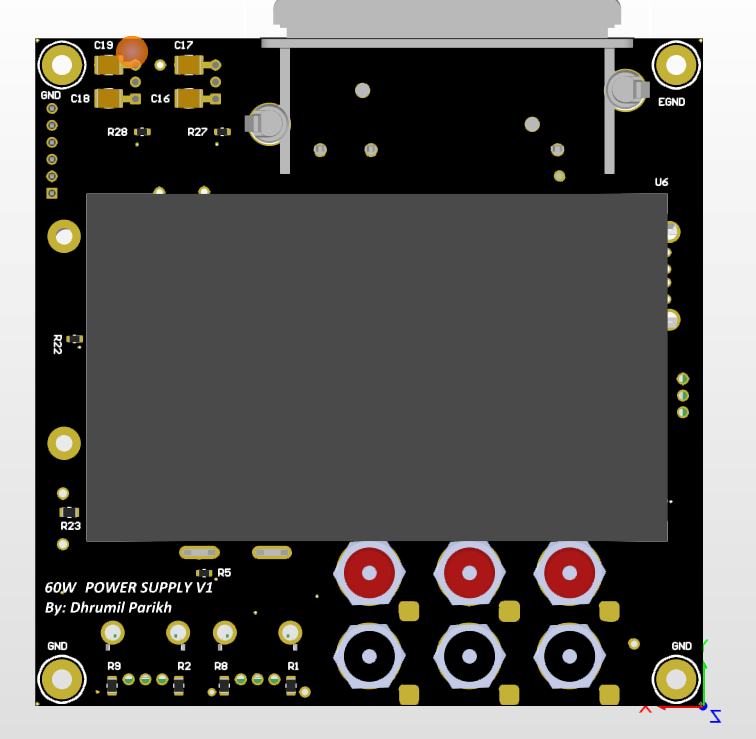 C19 C17
GND C18 C16 EGND
R28 R27
U6
R22
R23
R5
60W POWER SUPPLY V1
By: Dhrumil Parikh
GND GND
R9 R2 R8 R1
X Y Z